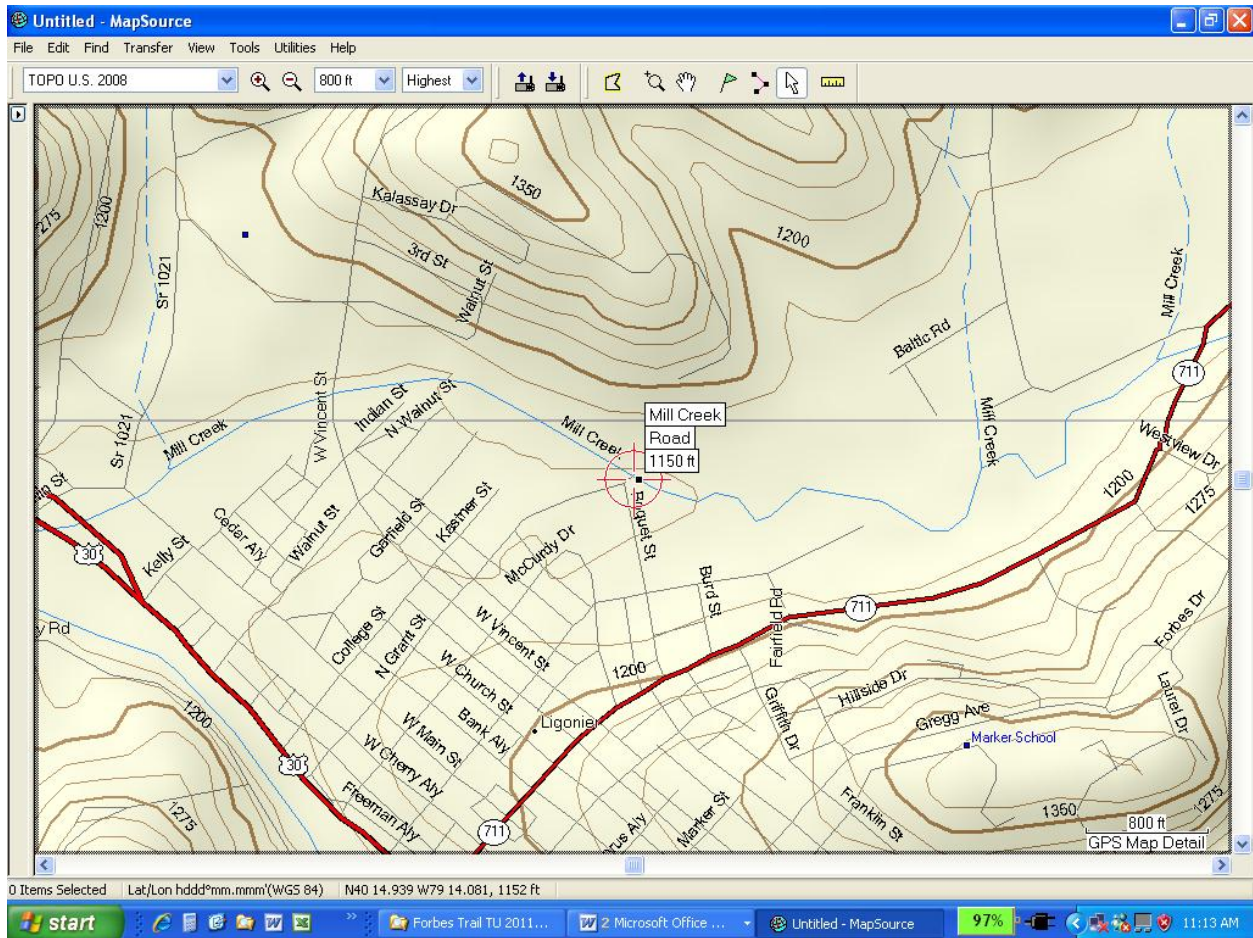 Untitled - MapSource
File Edit Find Transfer View Tools Utilities Help
TOPO U.S. 2008 800 ft Highest
1275
1200
Sr 1021
1350
Kalassay Dr
3rd St
Walnut St
1200
Mill Creek
Baltic Rd
711
Sr 1021
Mill Creek
W Vincent St
Indian St
N Walnut St
Mill Creek
Mill Creek
Road
1150 ft
Mill Creek
Westview Dr
1200
1275
30
Kelly St
Cedar Aly
Walnut St
Garfield St
Kastner St
McCurdy Dr
Buquet St
Burd St
Fairfield Rd
711
Forbes Dr
y Rd
College St
N Grant St
W Vincent St
W Church St
Bank Aly
W Main St
W Cherry Aly
Freeman Aly
1200
Ligonier
Griffith Dr
Hillside Dr
Gregg Ave
Laurel Dr
Marker School
1200
30
1275
711
Marker St
Franklin St
1350
1275
800 ft
GPS Map Detail
0 Items Selected Lat/Lon hddd°mm.mmm'(WGS 84) N40 14.939 W79 14.081, 1152 ft
start Forbes Trail TU 2011... 2 Microsoft Office ... Untitled - MapSource 97% 11:13 AM